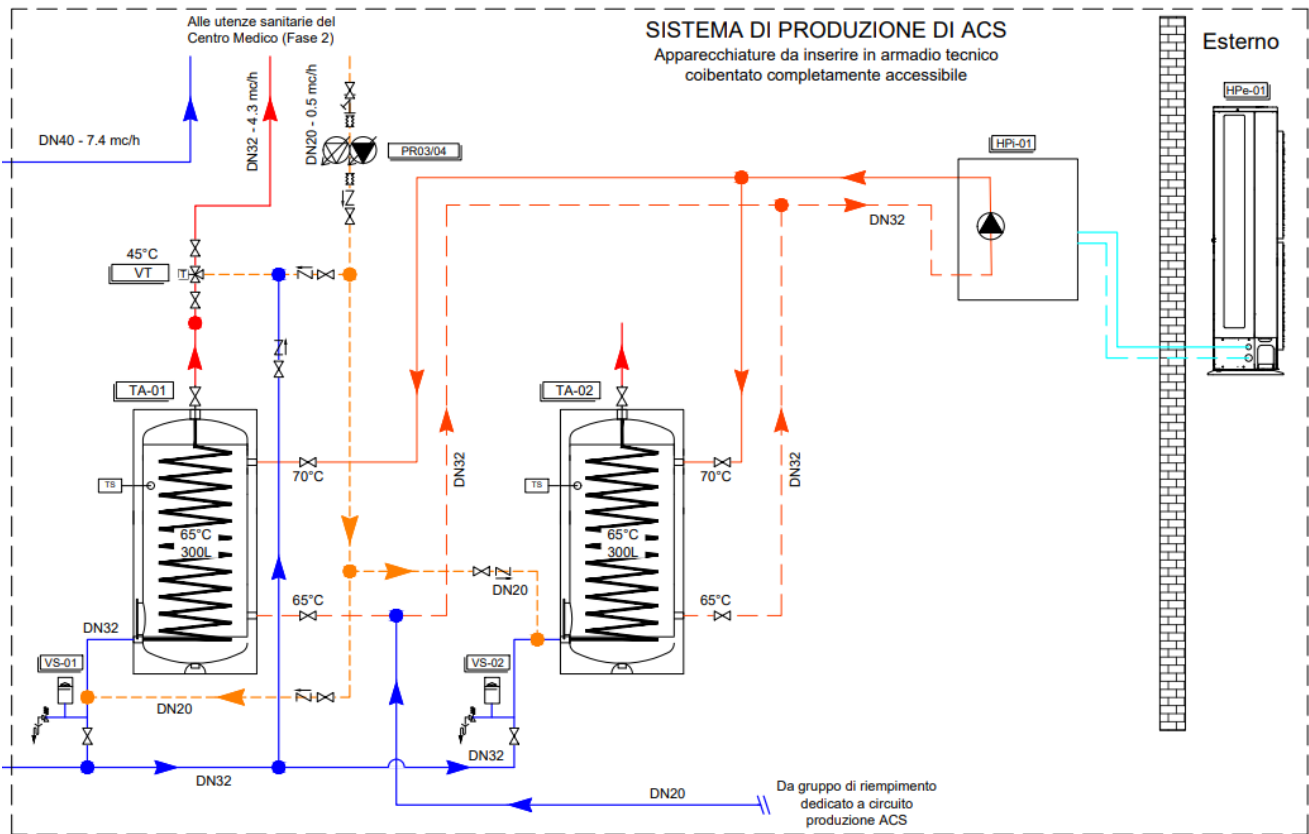 Alle utenze sanitarie del
Centro Medico (Fase 2)
SISTEMA DI PRODUZIONE DI ACS
Apparecchiature da inserire in armadio tecnico
coibentato completamente accessibile
Esterno
HPe-01
DN40 - 7.4 mc/h
DN32 - 4.3 mc/h
DN20 - 0.5 mc/h
PR03/04
HPi-01
DN32
45°C
VT
T
TA-01
TA-02
70°C
70°C
DN32
DN32
TS
TS
65°C
300L
65°C
300L
65°C
65°C
DN20
DN32
VS-01
VS-02
DN20
DN32
DN32
DN20
Da gruppo di riempimento
dedicato a circuito
produzione ACS